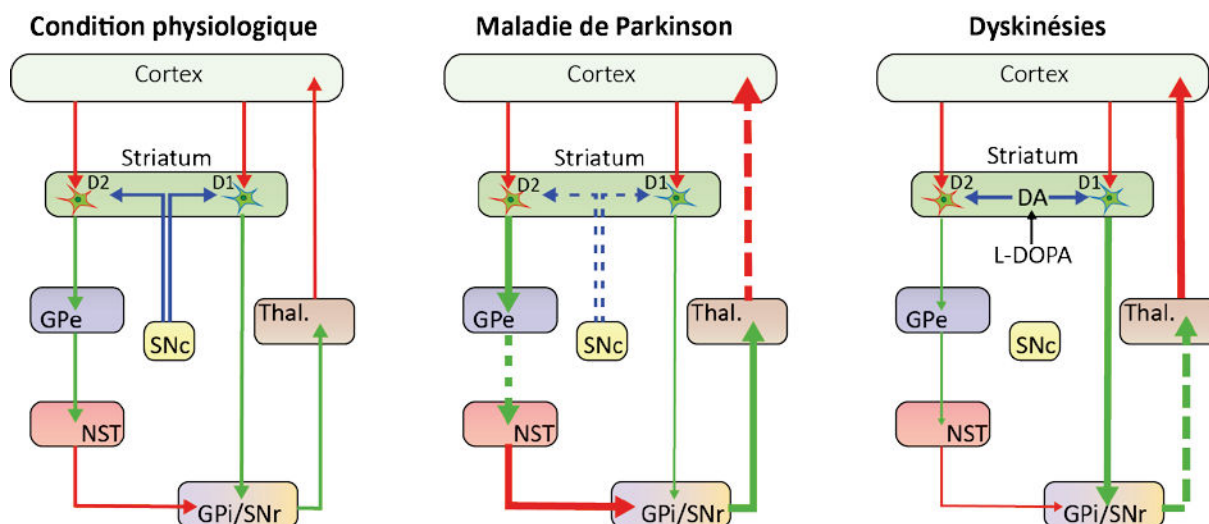 Condition physiologique
Cortex
Striatum
D2
D1
GPe
SNc
Thal.
NST
GPi/SNr
Maladie de Parkinson
Cortex
Striatum
D2
D1
GPe
SNc
Thal.
NST
GPi/SNr
Dyskinésies
Cortex
Striatum
D2
D1
DA
L-DOPA
GPe
SNc
Thal.
NST
GPi/SNr